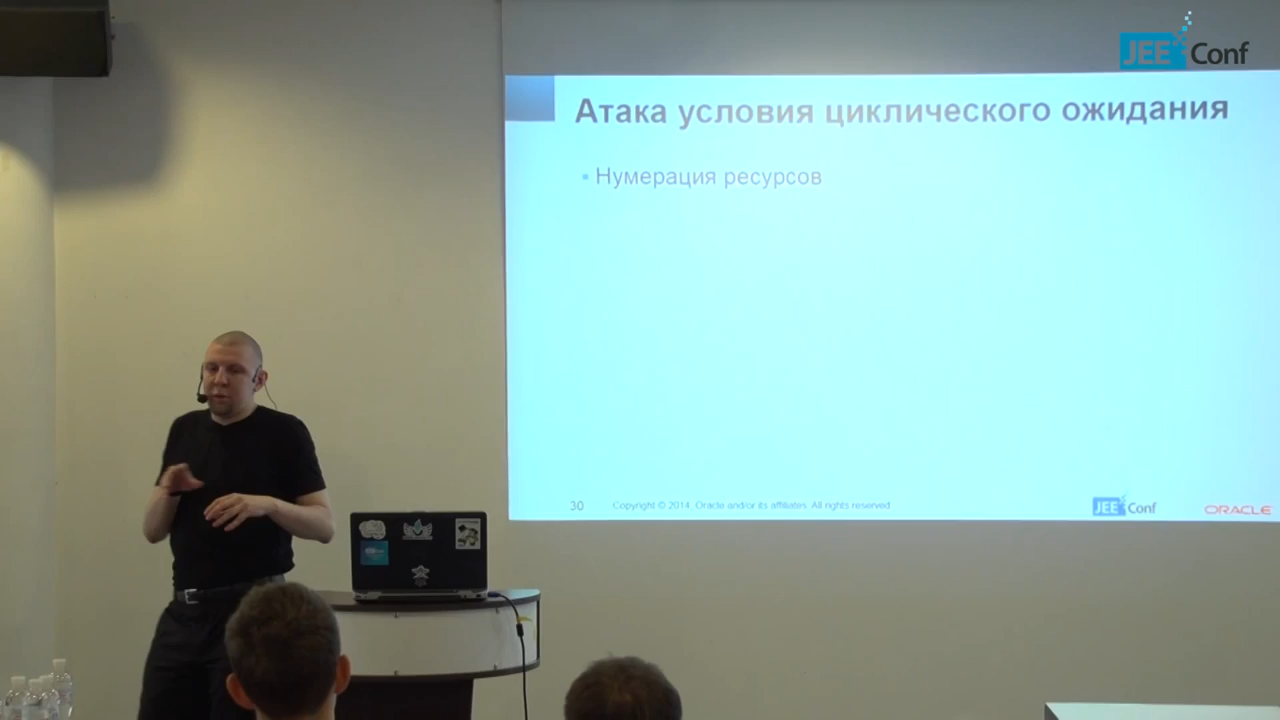 JEE Conf
Атака условия циклического ожидания
Нумерация ресурсов
30
Copyright © 2014, Oracle and/or its affiliates. All rights reserved
JEE Conf
ORACLE